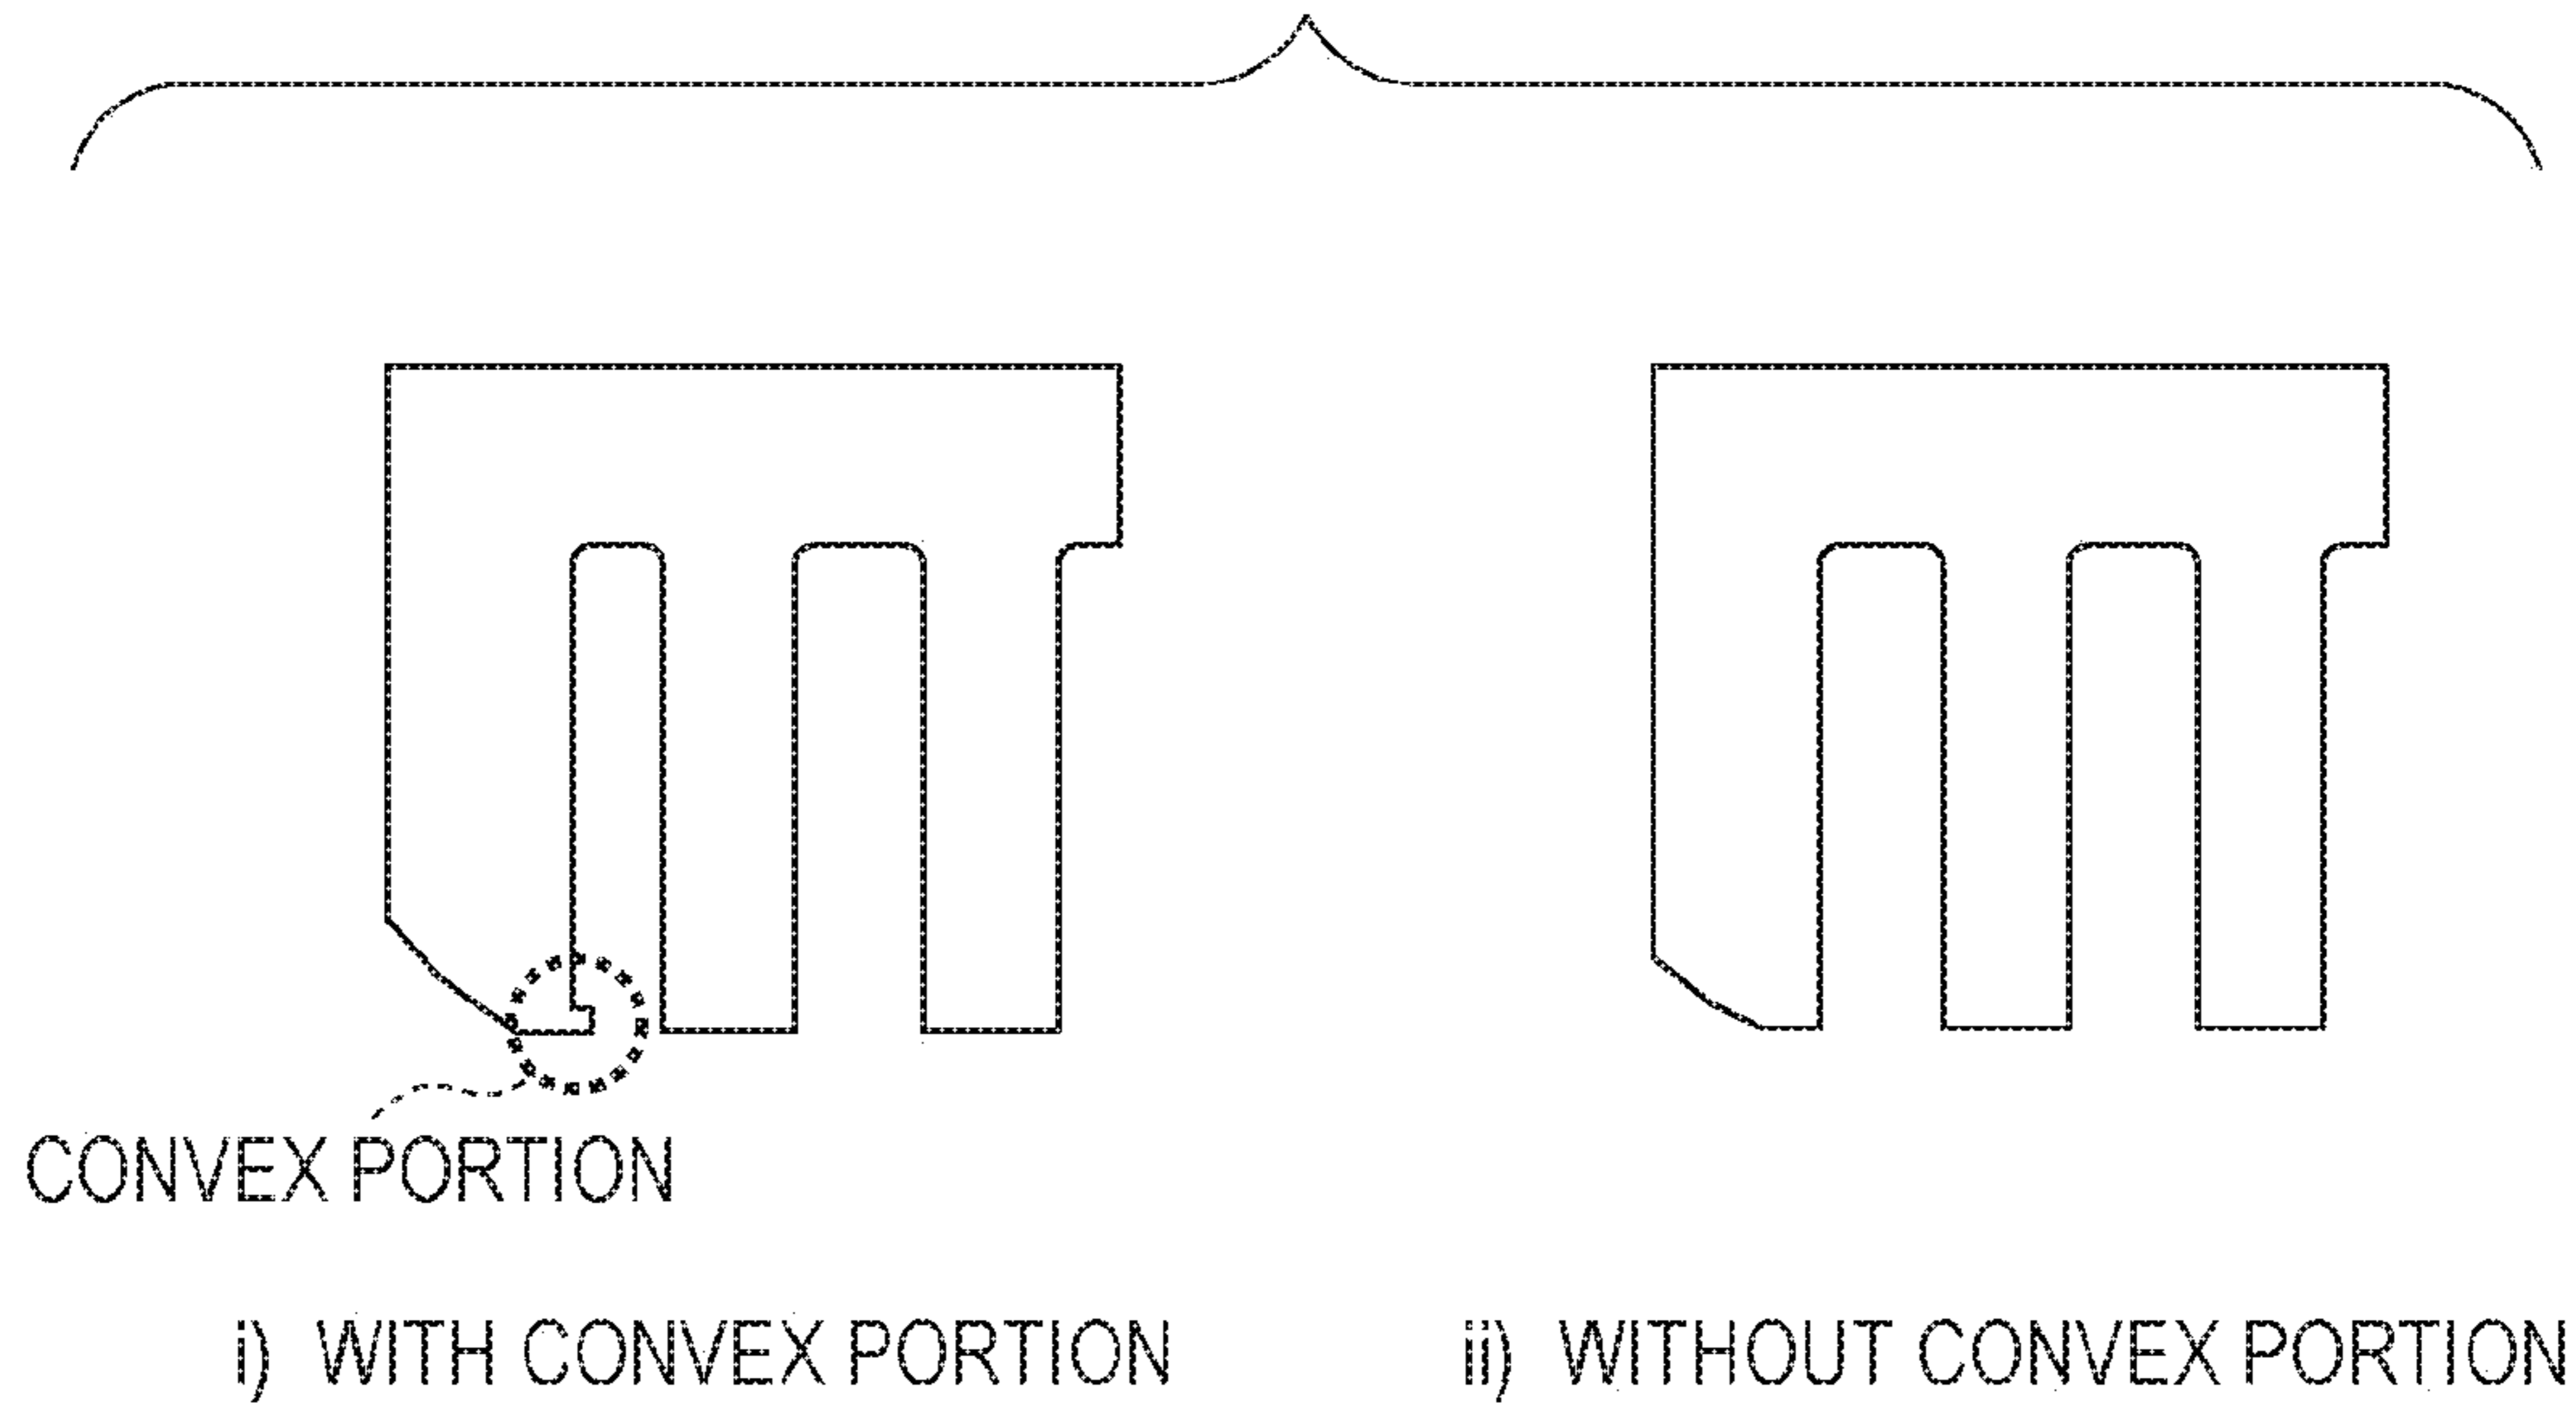 CONVEX PORTION
i) WITH CONVEX PORTION
ii) WITHOUT CONVEX PORTION